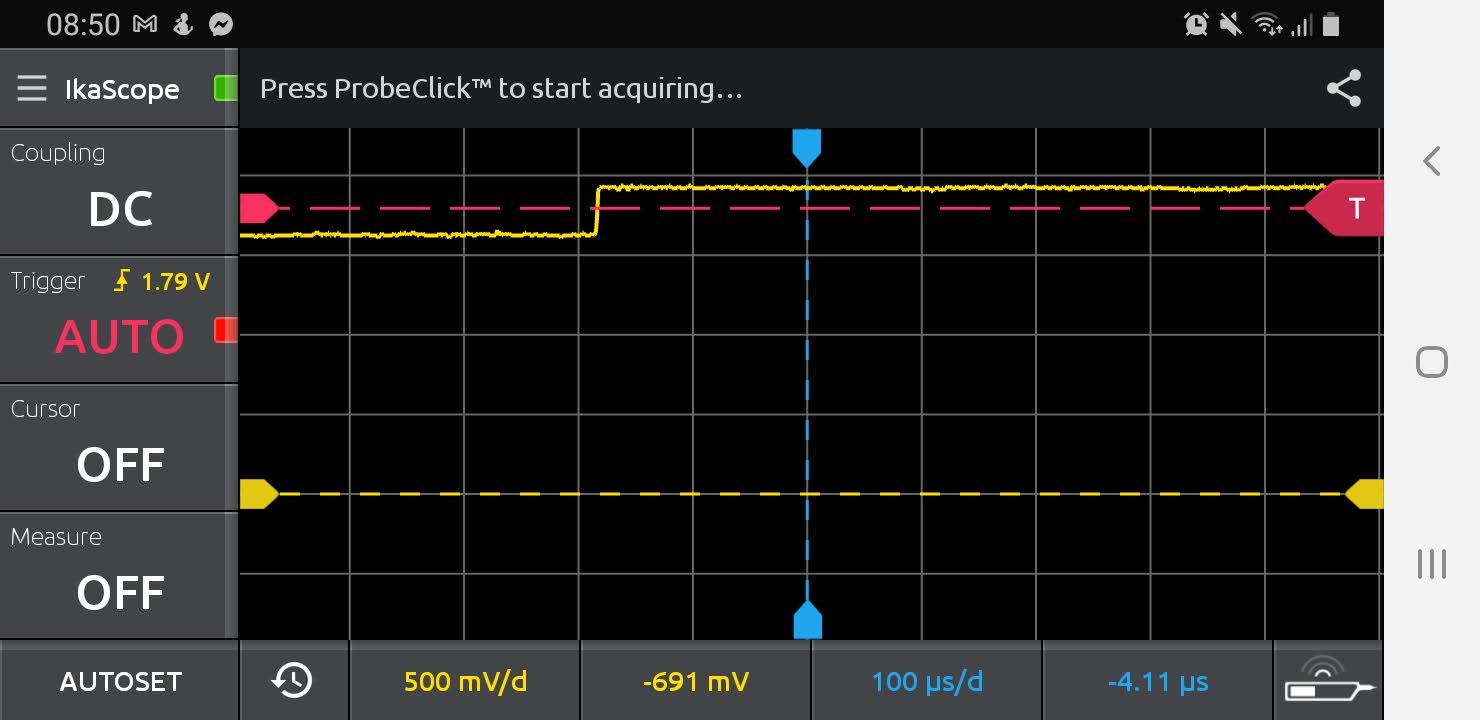 08:50
IkaScope
Press ProbeClick™ to start acquiring...
Coupling
DC
Trigger 1.79 V
AUTO
T
Cursor
OFF
Measure
OFF
AUTOSET
500 mV/d
-691 mV
100 µs/d
-4.11 µs